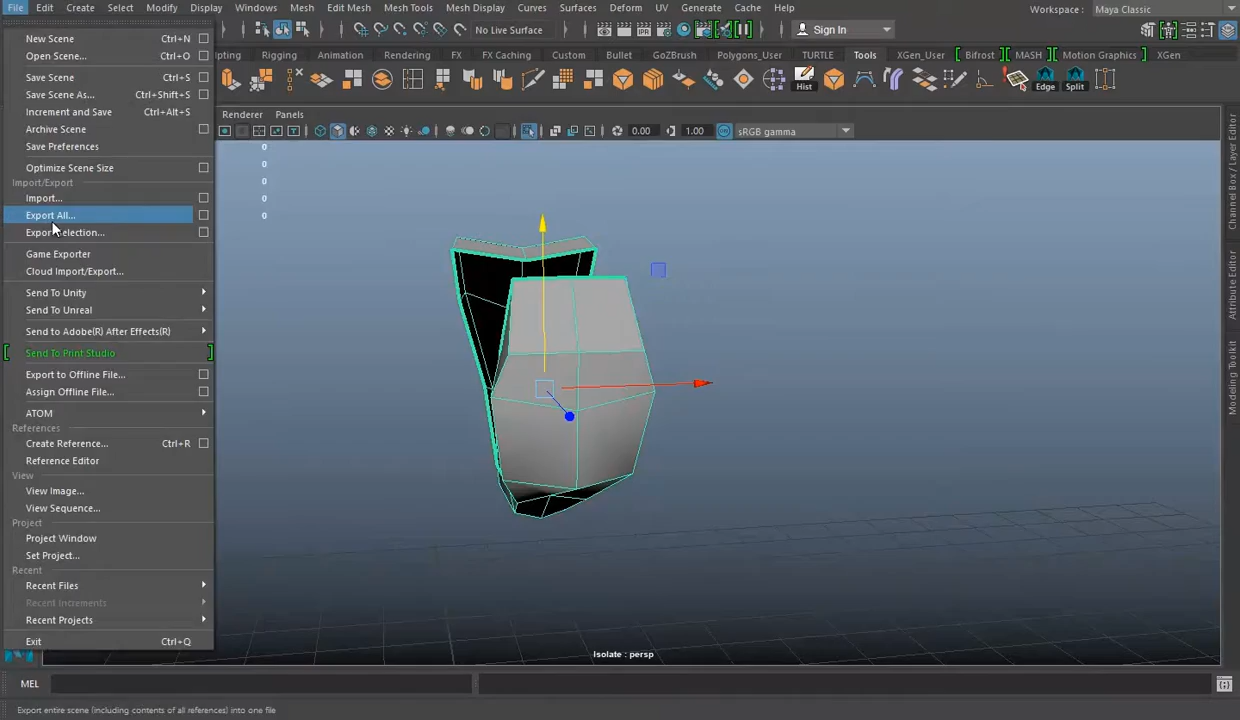 File Edit Create Select Modify Display Windows Mesh Edit Mesh Mesh Tools Mesh Display Curves Surfaces Deform UV Generate Cache Help Workspace : Maya Classic
No Live Surface Sign In
Rigging Animation Rendering FX FX Custom Bullet GoZBrush Polygons_User TURTLE Tools XGen_User [ Bifrost ] [ MASH ] [ Motion Graphics ] XGen
Hist Edge Split
Renderer Panels
0.00 1.00 sRGB gamma
New Scene Ctrl+N
Open Scene... Ctrl+O
Save Scene Ctrl+S
Save Scene As... Ctrl+Shift+S
Increment and Save Ctrl+Alt+S
Archive Scene
Save Preferences
Optimize Scene Size
Import/Export
Import...
Export All...
Export Selection...
Game Exporter
Cloud Import/Export...
Send To Unity
Send To Unreal
Send to Adobe(R) After Effects(R)
[ Send To Print Studio ]
Export to Offline File...
Assign Offline File...
ATOM
References
Create Reference... Ctrl+R
Reference Editor
View
View Image...
View Sequence...
Project
Project Window
Set Project...
Recent
Recent Files
Recent Increments
Recent Projects
Exit Ctrl+Q
0
0
0
0
0
Isolate : persp
Channel Box / Layer Editor
Attribute Editor
Modeling Toolkit
MEL
Export entire scene (including contents of all references) into one file